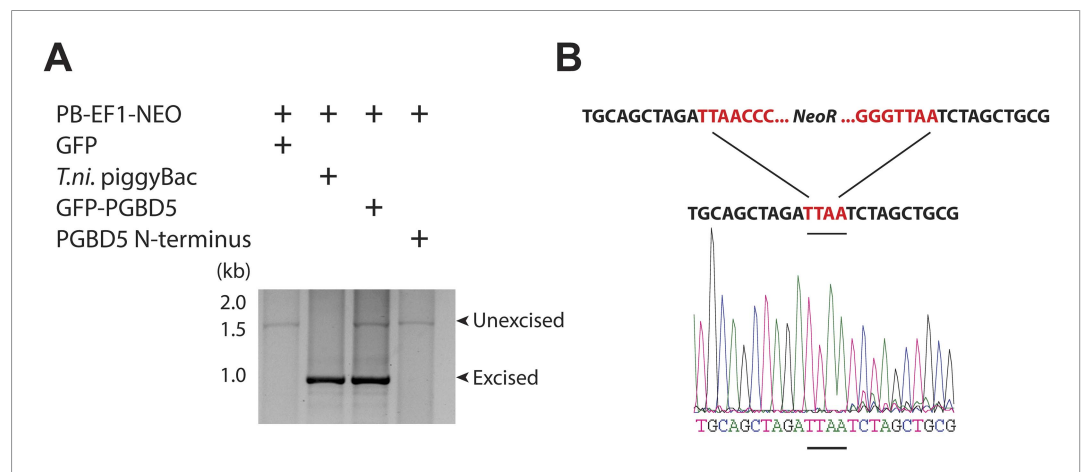 A
PB-EF1-NEO + + + +
GFP +
T.ni. piggyBac +
GFP-PGBD5 +
PGBD5 N-terminus +
(kb)
2.0
1.5
1.0
Unexcised
Excised
B
TGCAGCTAGATTAACCC... NeoR ...GGGTTAATCTAGCTGCG
TGCAGCTAGATTAATCTAGCTGCG
TGCAGCTAGATTAATCTAGCTGCG